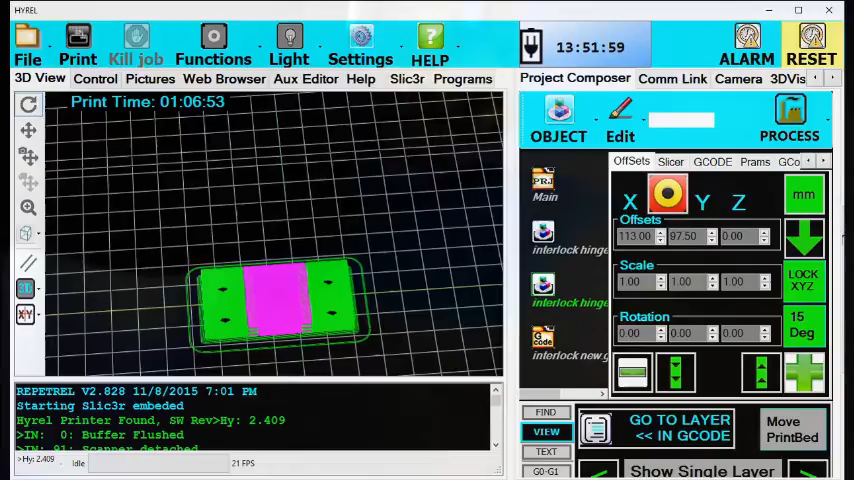 HYREL
File Print Kill job Functions Light Settings HELP
13:51:59
ALARM RESET
3D View Control Pictures Web Browser Aux Editor Help Slic3r Programs
Project Composer Comm Link Camera 3DVis
Print Time: 01:06:53
OBJECT Edit PROCESS
OffSets Slicer GCODE Prams GCo
PRJ
Main
interlock hinge
interlock hinge
G code
interlock new g
X Y Z mm
Offsets
113.00 97.50 0.00
Scale
1.00 1.00 1.00
LOCK XYZ
Rotation
0.00 0.00 0.00
15 Deg
REPETREL V2.828 11/8/2015 7:01 PM
Starting Slic3r embeded
Hyrel Printer Found, SW Rev>Hy: 2.409
>IN: 0: Buffer Flushed
>IN: 91: Scanner detached
>Hy: 2.409 Idle 21 FPS
FIND
VIEW
TEXT
G0-G1
GO TO LAYER
<< IN GCODE
Move
PrintBed
Show Single Layer